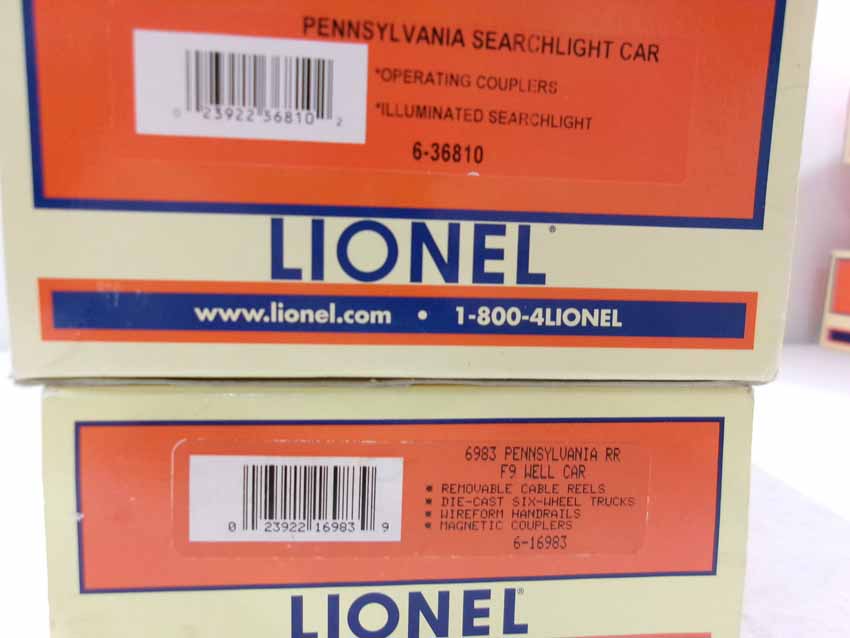 PENNSYLVANIA SEARCHLIGHT CAR
*OPERATING COUPLERS
*ILLUMINATED SEARCHLIGHT
0 23922 36810 2
6-36810
LIONEL®
www.lionel.com • 1-800-4LIONEL
6983 PENNSYLVANIA RR
F9 WELL CAR
* REMOVABLE CABLE REELS
* DIE-CAST SIX-WHEEL TRUCKS
* WIREFORM HANDRAILS
* MAGNETIC COUPLERS
0 23922 16983 9
6-16983
LIONEL®